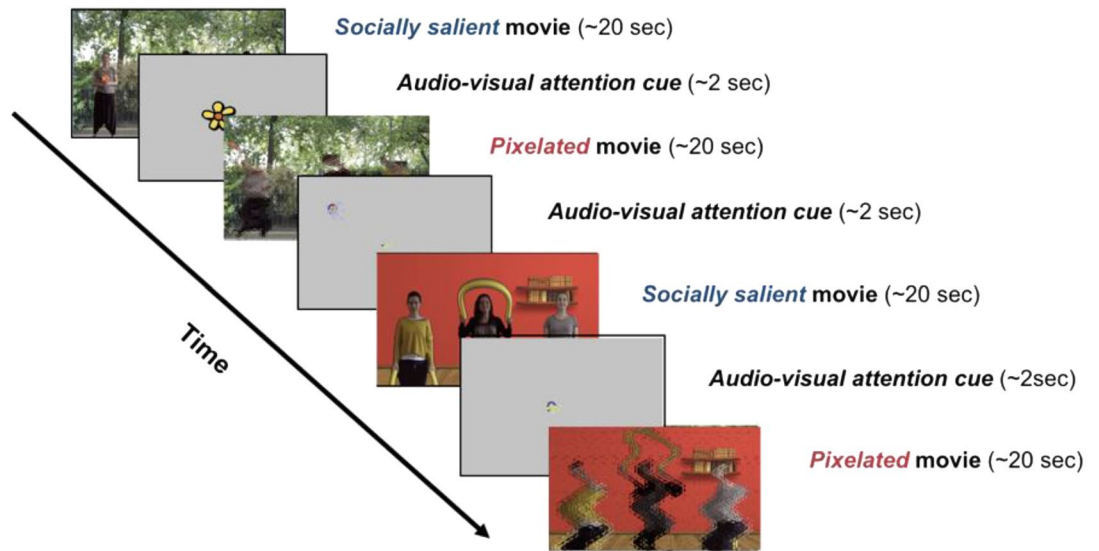 Socially salient movie (~20 sec)
Audio-visual attention cue (~2 sec)
Pixelated movie (~20 sec)
Audio-visual attention cue (~2 sec)
Socially salient movie (~20 sec)
Time
Audio-visual attention cue (~2sec)
Pixelated movie (~20 sec)